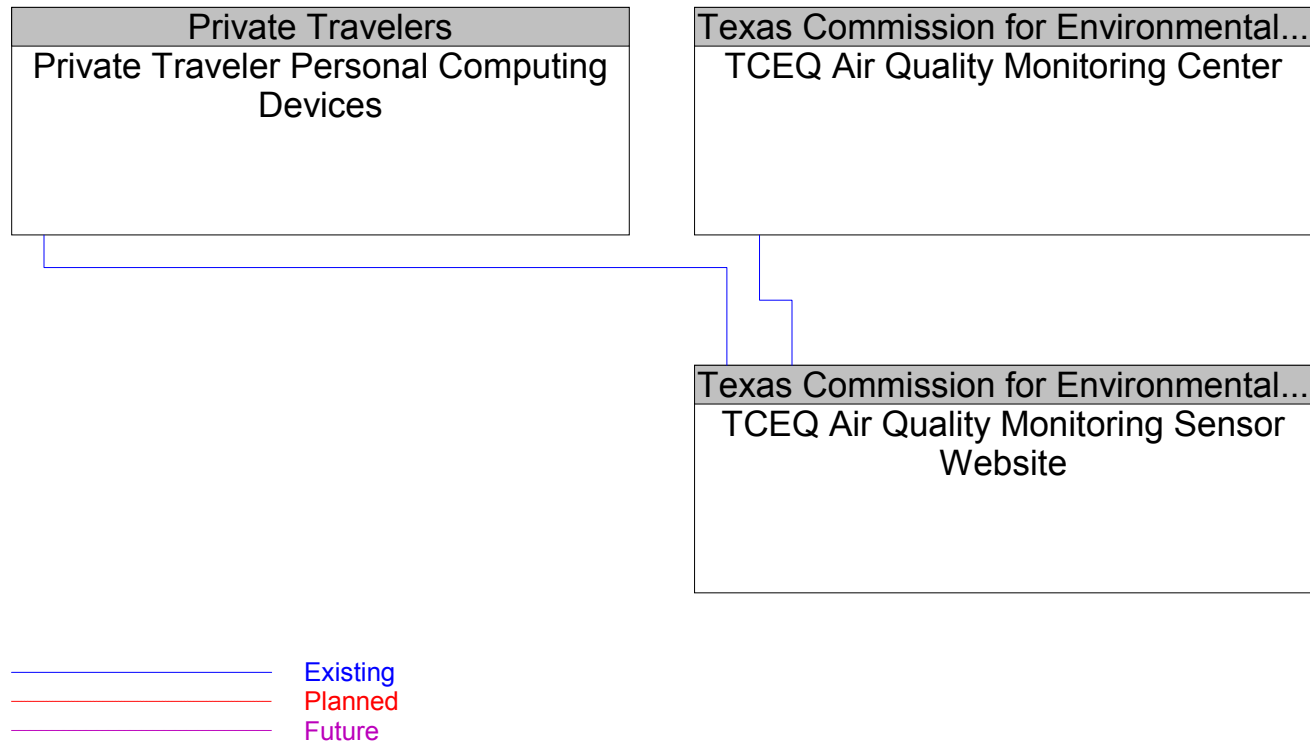 Private Travelers
Private Traveler Personal Computing
Devices
Texas Commission for Environmental...
TCEQ Air Quality Monitoring Center
Texas Commission for Environmental...
TCEQ Air Quality Monitoring Sensor
Website
Existing
Planned
Future